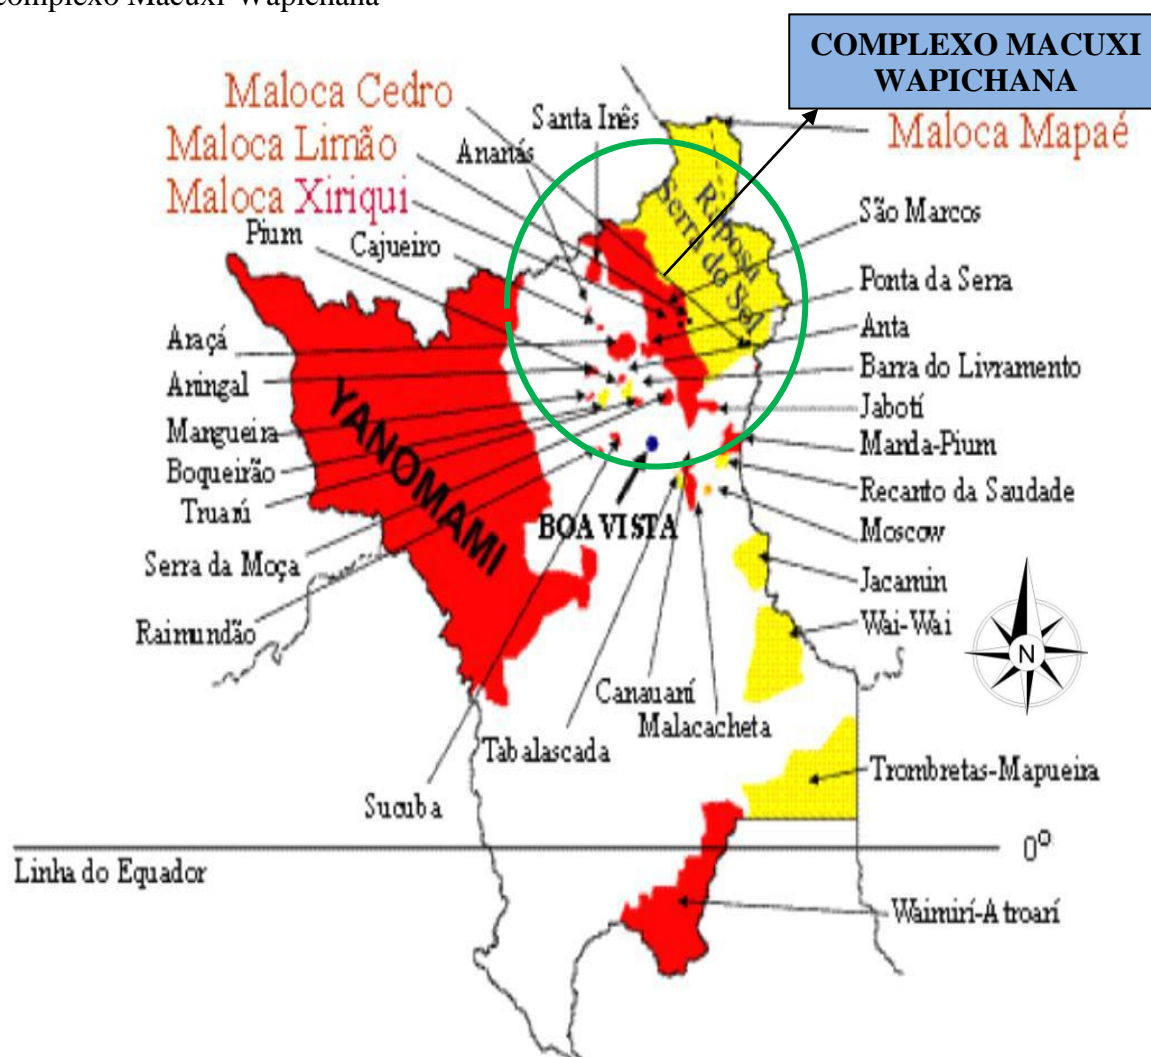 complexo Macuxi-Wapichana
COMPLEXO MACUXI
WAPICHANA
Maloca Cedro
Santa Inês
Maloca Mapaé
Maloca Limão
Ananás
Maloca Xiriqui
Raposa
Serra do Sol
São Marcos
Pium
Cajueiro
Ponta da Serra
Araçá
Anta
Aningal
Barra do Livramento
YANOMAMI
Mangueira
Jabotí
Boqueirão
Manda-Pium
Truarú
Recanto da Saudade
BOA VISTA
Moscow
Serra da Moça
Jacamin
Raimundão
Wai-Wai
N
Canauaní
Malacacheta
Tabalascada
Trombretas-Mapueira
Sucuba
0º
Linha do Equador
Waimirí-Atroarí